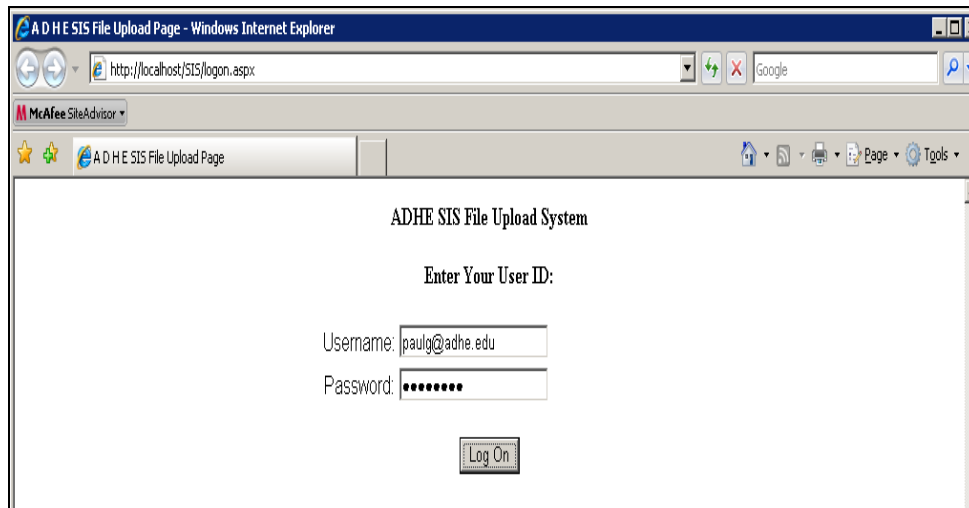 A D H E SIS File Upload Page - Windows Internet Explorer
http://localhost/SIS/logon.aspx
Google
McAfee SiteAdvisor
A D H E SIS File Upload Page
Page
Tools
ADHE SIS File Upload System
Enter Your User ID:
Username: paulg@adhe.edu
Password: ••••••••
Log On